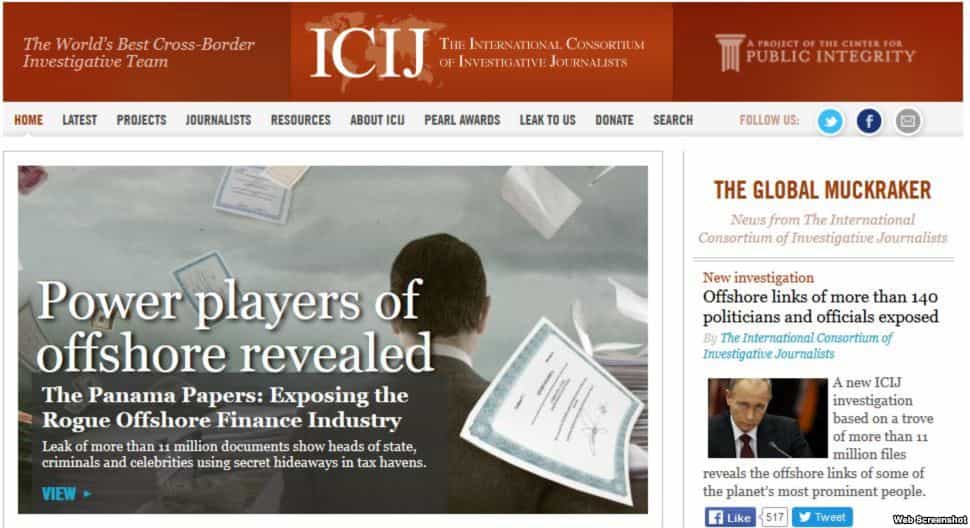 The World's Best Cross-Border
Investigative Team
ICIJ
THE INTERNATIONAL CONSORTIUM
OF INVESTIGATIVE JOURNALISTS
A PROJECT OF THE CENTER FOR
PUBLIC INTEGRITY
HOME LATEST PROJECTS JOURNALISTS RESOURCES ABOUT ICIJ PEARL AWARDS LEAK TO US DONATE SEARCH FOLLOW US:
Power players of
offshore revealed
The Panama Papers: Exposing the
Rogue Offshore Finance Industry
Leak of more than 11 million documents show heads of state,
criminals and celebrities using secret hideaways in tax havens.
VIEW
THE GLOBAL MUCKRAKER
News from The International
Consortium of Investigative Journalists
New investigation
Offshore links of more than 140
politicians and officials exposed
By The International Consortium of
Investigative Journalists
A new ICIJ
investigation
based on a trove
of more than 11
million files
reveals the offshore links of some of
the planet's most prominent people.
Like 517 Tweet
Web Screenshot